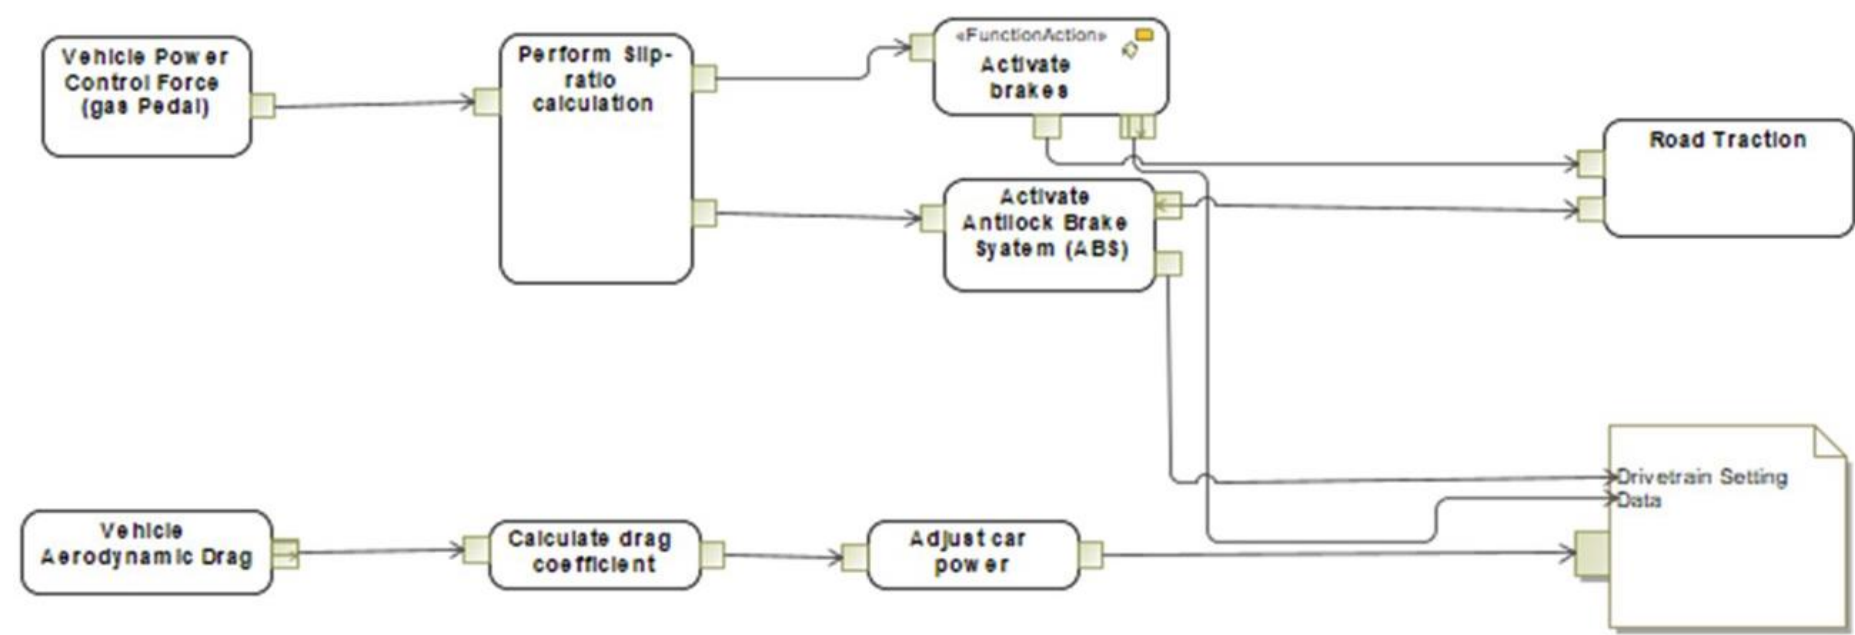 Vehicle Power
Control Force
(gas Pedal)
Perform Slip-
ratio
calculation
«FunctionAction»
Activate
brakes
Activate
Antilock Brake
Syatem (ABS)
Road Traction
Drivetrain Setting
Data
Vehicle
Aerodynamic Drag
Calculate drag
coefficient
Adjust car
power